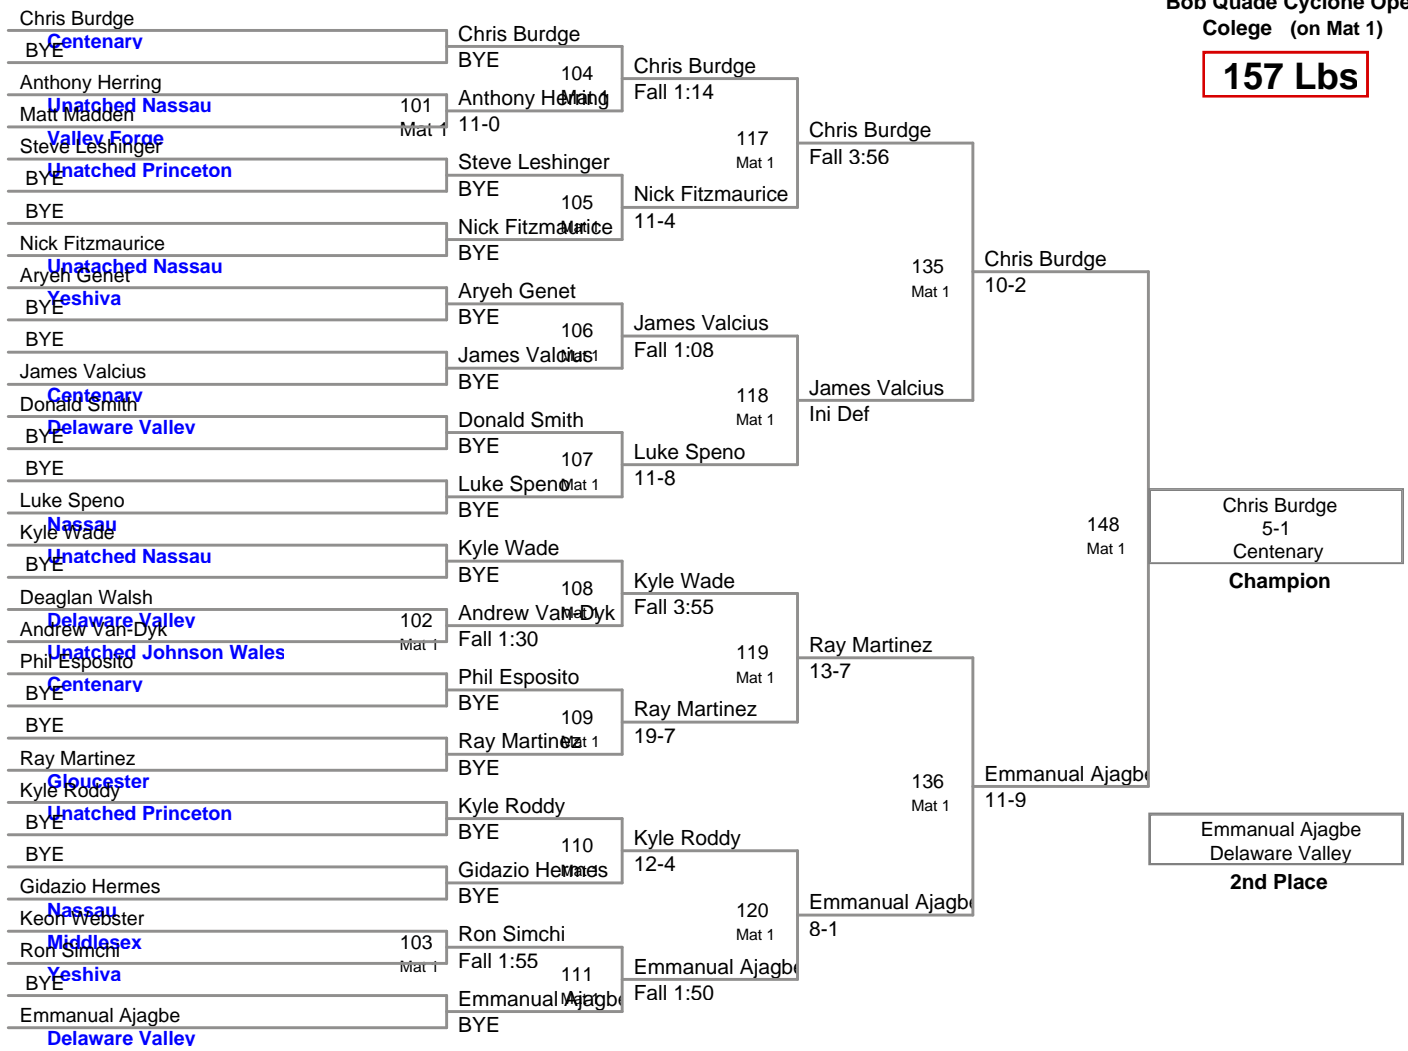 Bob Quade Cyclone Ope
Colege (on Mat 1)
157 Lbs
Chris Burdge
Centenary
BYE
Anthony Herring
Unatched Nassau
Matt Madden
Valley Forge
Steve Leshinger
Unatched Princeton
BYE
BYE
Nick Fitzmaurice
Unatached Nassau
Aryeh Genet
Yeshiva
BYE
BYE
James Valcius
Centenary
Donald Smith
Delaware Valley
BYE
BYE
Luke Speno
Nassau
Kyle Wade
Unatched Nassau
BYE
Deaglan Walsh
Delaware Valley
Andrew Van-Dyk
Unatched Johnson Wales
Phil Esposito
Centenary
BYE
BYE
Ray Martinez
Gloucester
Kyle Roddy
Unatched Princeton
BYE
BYE
Gidazio Hermes
Nassau
Keon Webster
Middlesex
Ron Simchi
Yeshiva
BYE
Emmanual Ajagbe
Delaware Valley
101
Mat 1
102
Mat 1
103
Mat 1
Chris Burdge
BYE
104
Mat 1
Anthony Herring
11-0
Steve Leshinger
BYE
105
Mat 1
Nick Fitzmaurice
BYE
Aryeh Genet
BYE
106
Mat 1
James Valcius
BYE
Donald Smith
BYE
107
Mat 1
Luke Speno
BYE
Kyle Wade
BYE
108
Mat 1
Andrew Van-Dyk
Fall 1:30
Phil Esposito
BYE
109
Mat 1
Ray Martinez
BYE
Kyle Roddy
BYE
110
Mat 1
Gidazio Hermes
BYE
Ron Simchi
Fall 1:55
111
Mat 1
Emmanual Ajagbe
BYE
Chris Burdge
Fall 1:14
117
Mat 1
Nick Fitzmaurice
11-4
James Valcius
Fall 1:08
118
Mat 1
Luke Speno
11-8
Kyle Wade
Fall 3:55
119
Mat 1
Ray Martinez
19-7
Kyle Roddy
12-4
120
Mat 1
Emmanual Ajagbe
Fall 1:50
Chris Burdge
Fall 3:56
135
Mat 1
James Valcius
Ini Def
Ray Martinez
13-7
136
Mat 1
Emmanual Ajagbe
8-1
Chris Burdge
10-2
148
Mat 1
Emmanual Ajagbe
11-9
Chris Burdge
5-1
Centenary
Champion
Emmanual Ajagbe
Delaware Valley
2nd Place